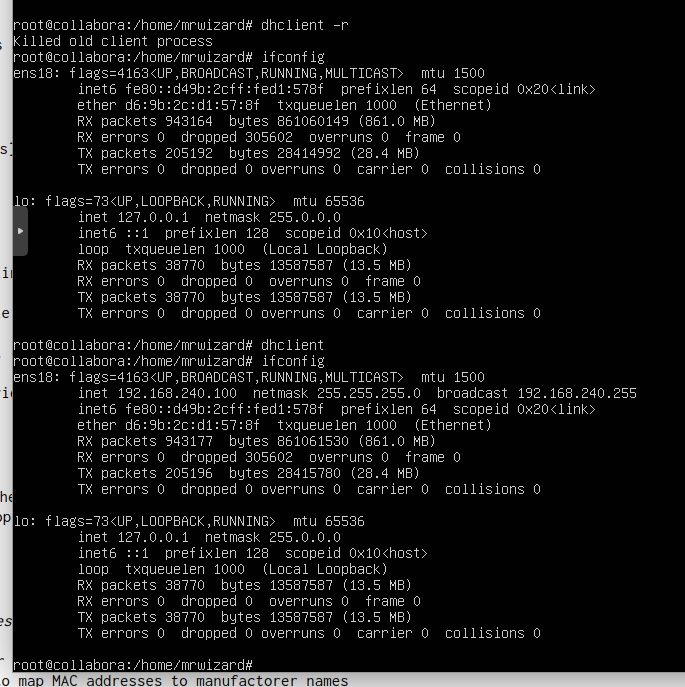 root@collabora:/home/mrwizard# dhclient -r
Killed old client process
root@collabora:/home/mrwizard# ifconfig
ens18: flags=4163<UP,BROADCAST,RUNNING,MULTICAST>  mtu 1500
        inet6 fe80::d49b:2cff:fed1:578f  prefixlen 64  scopeid 0x20<link>
        ether d6:9b:2c:d1:57:8f  txqueuelen 1000  (Ethernet)
        RX packets 943164  bytes 861060149 (861.0 MB)
        RX errors 0  dropped 305602  overruns 0  frame 0
        TX packets 205192  bytes 28414992 (28.4 MB)
        TX errors 0  dropped 0 overruns 0  carrier 0  collisions 0

lo: flags=73<UP,LOOPBACK,RUNNING>  mtu 65536
        inet 127.0.0.1  netmask 255.0.0.0
        inet6 ::1  prefixlen 128  scopeid 0x10<host>
        loop  txqueuelen 1000  (Local Loopback)
        RX packets 38770  bytes 13587587 (13.5 MB)
        RX errors 0  dropped 0  overruns 0  frame 0
        TX packets 38770  bytes 13587587 (13.5 MB)
        TX errors 0  dropped 0 overruns 0  carrier 0  collisions 0

root@collabora:/home/mrwizard# dhclient
root@collabora:/home/mrwizard# ifconfig
ens18: flags=4163<UP,BROADCAST,RUNNING,MULTICAST>  mtu 1500
        inet 192.168.240.100  netmask 255.255.255.0  broadcast 192.168.240.255
        inet6 fe80::d49b:2cff:fed1:578f  prefixlen 64  scopeid 0x20<link>
        ether d6:9b:2c:d1:57:8f  txqueuelen 1000  (Ethernet)
        RX packets 943177  bytes 861061530 (861.0 MB)
        RX errors 0  dropped 305602  overruns 0  frame 0
        TX packets 205196  bytes 28415780 (28.4 MB)
        TX errors 0  dropped 0 overruns 0  carrier 0  collisions 0

lo: flags=73<UP,LOOPBACK,RUNNING>  mtu 65536
        inet 127.0.0.1  netmask 255.0.0.0
        inet6 ::1  prefixlen 128  scopeid 0x10<host>
        loop  txqueuelen 1000  (Local Loopback)
        RX packets 38770  bytes 13587587 (13.5 MB)
        RX errors 0  dropped 0  overruns 0  frame 0
        TX packets 38770  bytes 13587587 (13.5 MB)
        TX errors 0  dropped 0 overruns 0  carrier 0  collisions 0

root@collabora:/home/mrwizard#
to map MAC addresses to manufactorer names